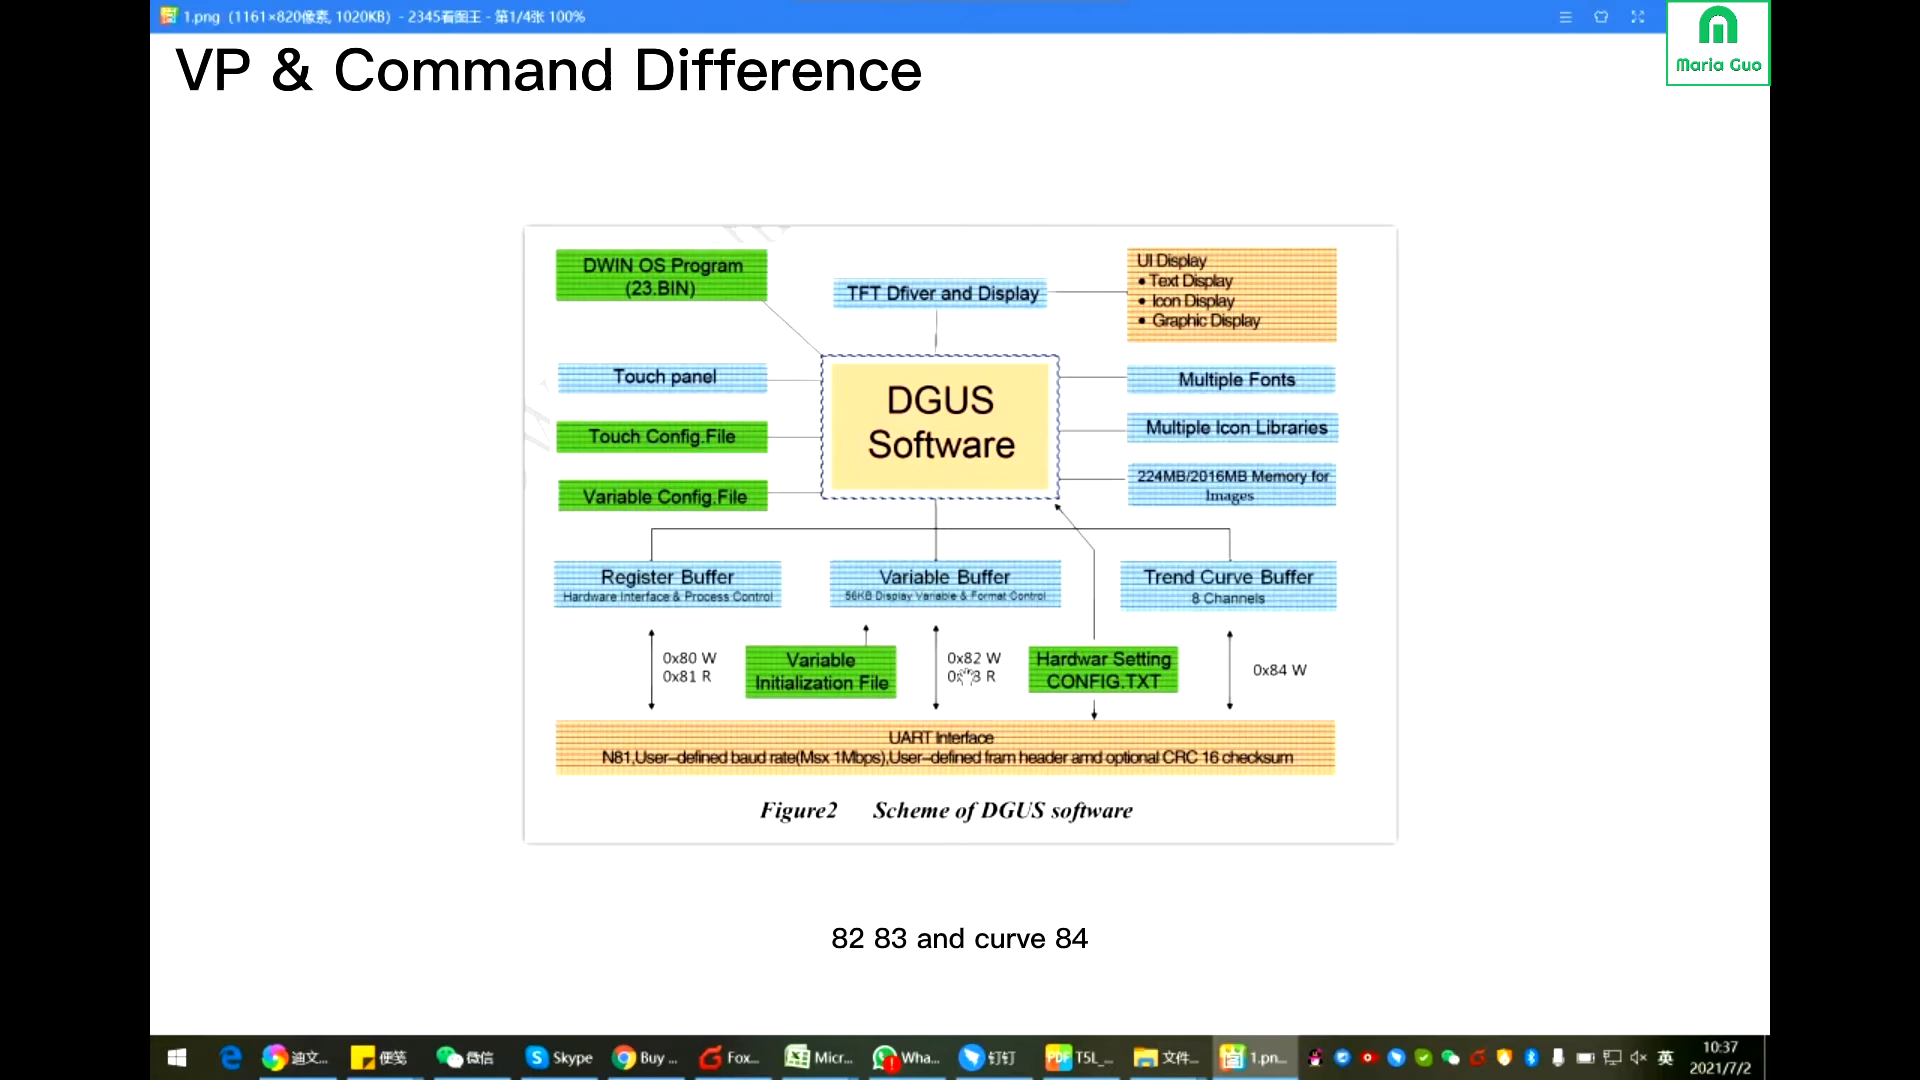 1.png (1161×820像素, 1020KB) - 2345看图王 - 第1/4张 100%
Maria Guo
VP & Command Difference
DWIN OS Program
(23.BIN)
TFT Dfiver and Display
UI Display
• Text Display
• Icon Display
• Graphic Display
Touch panel
Touch Config.File
Variable Config.File
DGUS
Software
Multiple Fonts
Multiple Icon Libraries
224MB/2016MB Memory for
Images
Register Buffer
Hardware Interface & Process Control
Variable Buffer
56KB Display Variable & Format Control
Trend Curve Buffer
8 Channels
0x80 W
0x81 R
Variable
Initialization File
0x82 W
R
Hardwar Setting
CONFIG.TXT
0x84 W
UART Interface
N81,User-defined baud rate(Msx 1Mbps),User-defined fram header amd optional CRC 16 checksum
Figure2 Scheme of DGUS software
82 83 and curve 84
迪文...
便笺
微信
Skype
Buy ...
Fox...
Micr...
Wha...
钉钉
T5L_...
文件...
1.pn...
英
10:37
2021/7/2